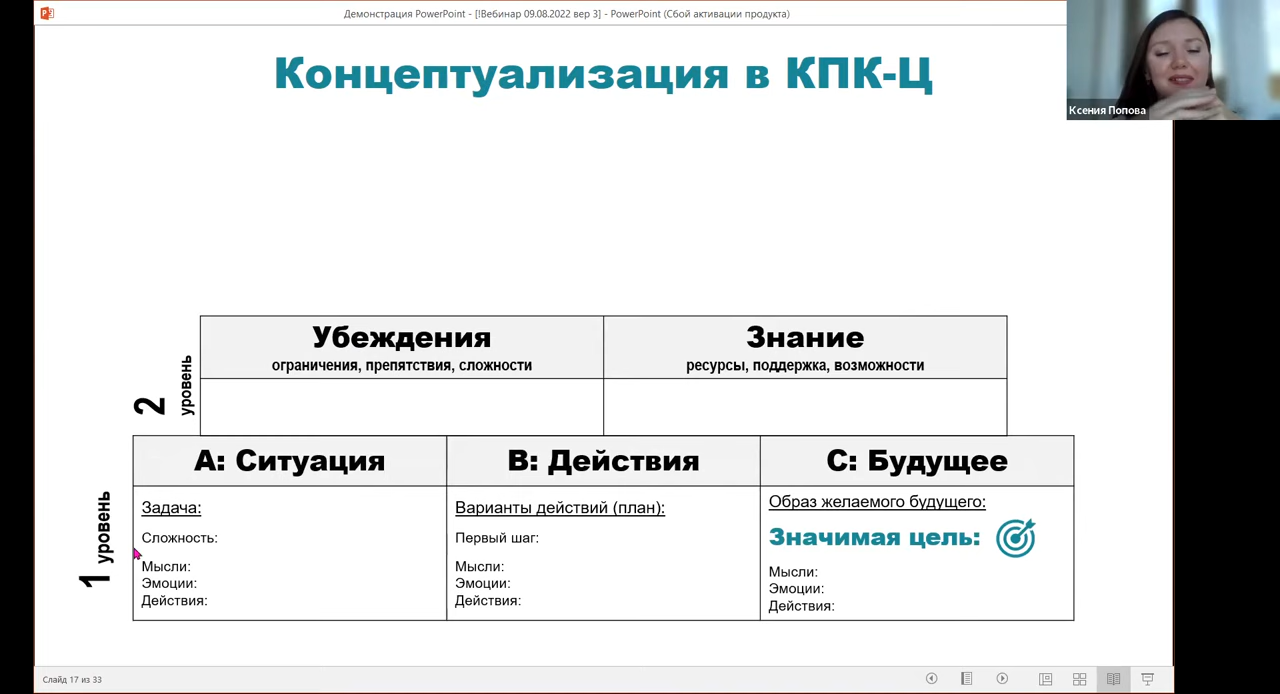 Демонстрация PowerPoint - [!Вебинар 09.08.2022 вер 3] - PowerPoint (Сбой активации продукта)
Концептуализация в КПК-Ц
Ксения Попова
Убеждения
ограничения, препятствия, сложности
Знание
ресурсы, поддержка, возможности
2 уровень
А: Ситуация
Задача:
Сложность:
Мысли:
Эмоции:
Действия:
В: Действия
Варианты действий (план):
Первый шаг:
Мысли:
Эмоции:
Действия:
С: Будущее
Образ желаемого будущего:
Значимая цель:
Мысли:
Эмоции:
Действия:
1 уровень
Слайд 17 из 33